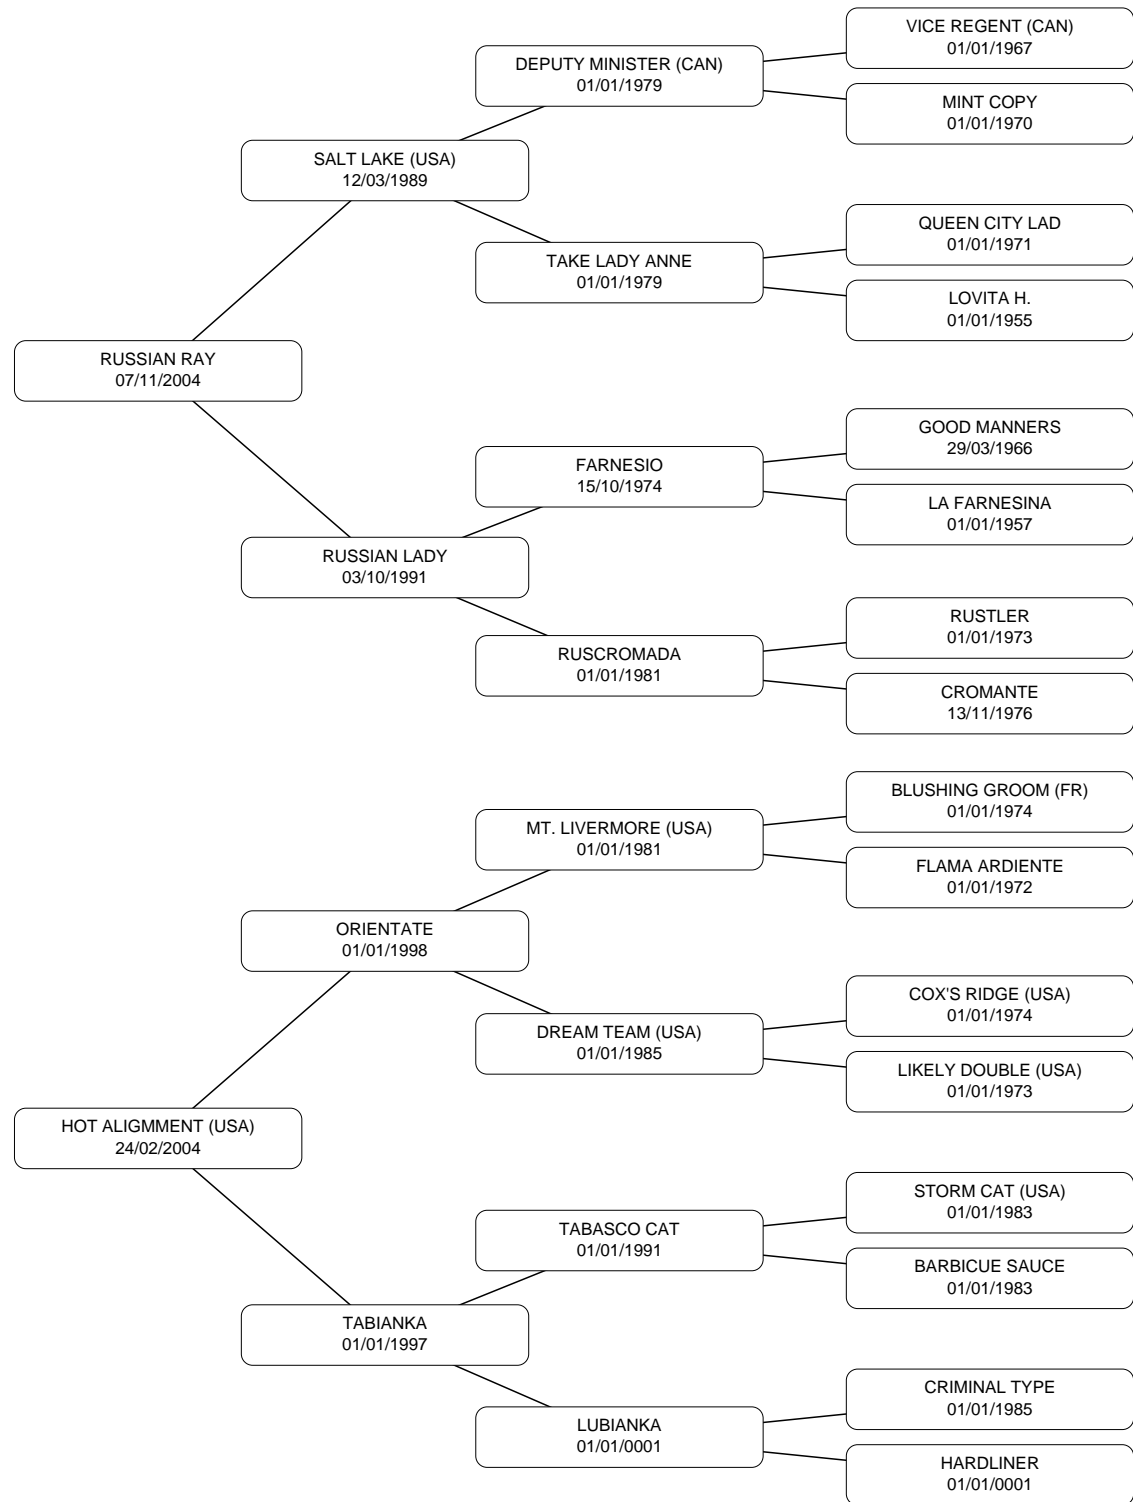 VICE REGENT (CAN)
01/01/1967
DEPUTY MINISTER (CAN)
01/01/1979
MINT COPY
01/01/1970
SALT LAKE (USA)
12/03/1989
QUEEN CITY LAD
01/01/1971
TAKE LADY ANNE
01/01/1979
LOVITA H.
01/01/1955
RUSSIAN RAY
07/11/2004
GOOD MANNERS
29/03/1966
FARNESIO
15/10/1974
LA FARNESINA
01/01/1957
RUSSIAN LADY
03/10/1991
RUSTLER
01/01/1973
RUSCROMADA
01/01/1981
CROMANTE
13/11/1976
BLUSHING GROOM (FR)
01/01/1974
MT. LIVERMORE (USA)
01/01/1981
FLAMA ARDIENTE
01/01/1972
ORIENTATE
01/01/1998
COX'S RIDGE (USA)
01/01/1974
DREAM TEAM (USA)
01/01/1985
LIKELY DOUBLE (USA)
01/01/1973
HOT ALIGMMENT (USA)
24/02/2004
STORM CAT (USA)
01/01/1983
TABASCO CAT
01/01/1991
BARBICUE SAUCE
01/01/1983
TABIANKA
01/01/1997
CRIMINAL TYPE
01/01/1985
LUBIANKA
01/01/0001
HARDLINER
01/01/0001